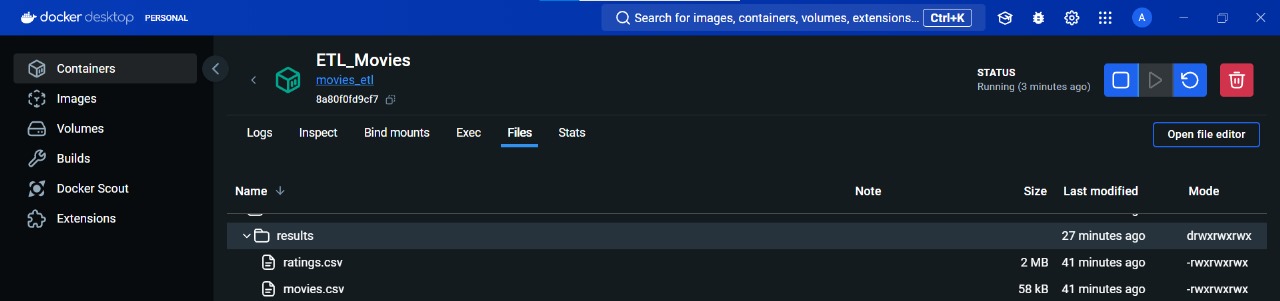 docker desktop PERSONAL
Search for images, containers, volumes, extensions... Ctrl+K
A
Containers
Images
Volumes
Builds
Docker Scout
Extensions
ETL_Movies
movies_etl
8a80f0fd9cf7
STATUS
Running (3 minutes ago)
Logs Inspect Bind mounts Exec Files Stats
Open file editor
Name Note Size Last modified Mode
results 27 minutes ago drwxrwxrwx
ratings.csv 2 MB 41 minutes ago -rwxrwxrwx
movies.csv 58 kB 41 minutes ago -rwxrwxrwx